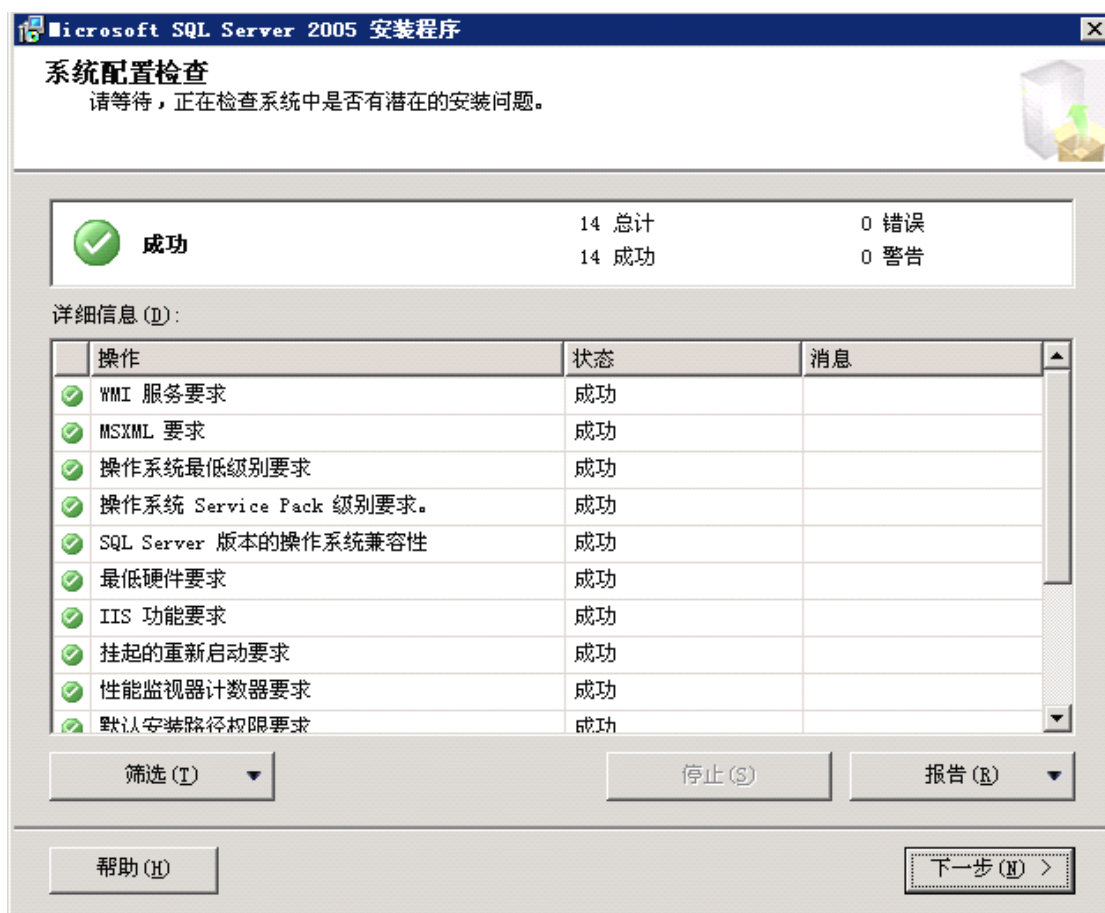 Microsoft SQL Server 2005 安装程序
系统配置检查
请等待，正在检查系统中是否有潜在的安装问题。
成功
14 总计
0 错误
14 成功
0 警告
详细信息(D):
操作 状态 消息
WMI 服务要求 成功
MSXML 要求 成功
操作系统最低级别要求 成功
操作系统 Service Pack 级别要求。 成功
SQL Server 版本的操作系统兼容性 成功
最低硬件要求 成功
IIS 功能要求 成功
挂起的重新启动要求 成功
性能监视器计数器要求 成功
默认安装路径权限要求 成功
筛选(T) 停止(S) 报告(R)
帮助(H) 下一步(N) >